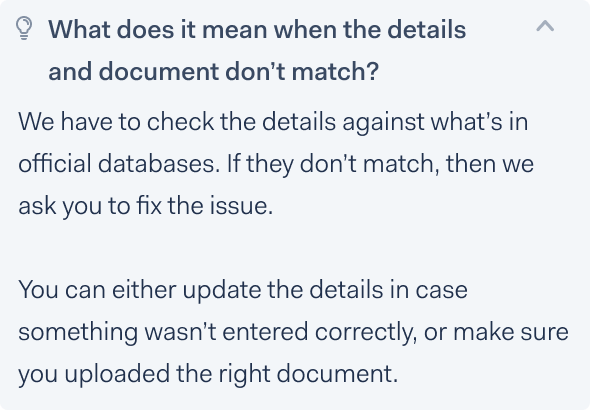 What does it mean when the details
and document don’t match?
We have to check the details against what’s in
official databases. If they don’t match, then we
ask you to fix the issue.
You can either update the details in case
something wasn’t entered correctly, or make sure
you uploaded the right document.